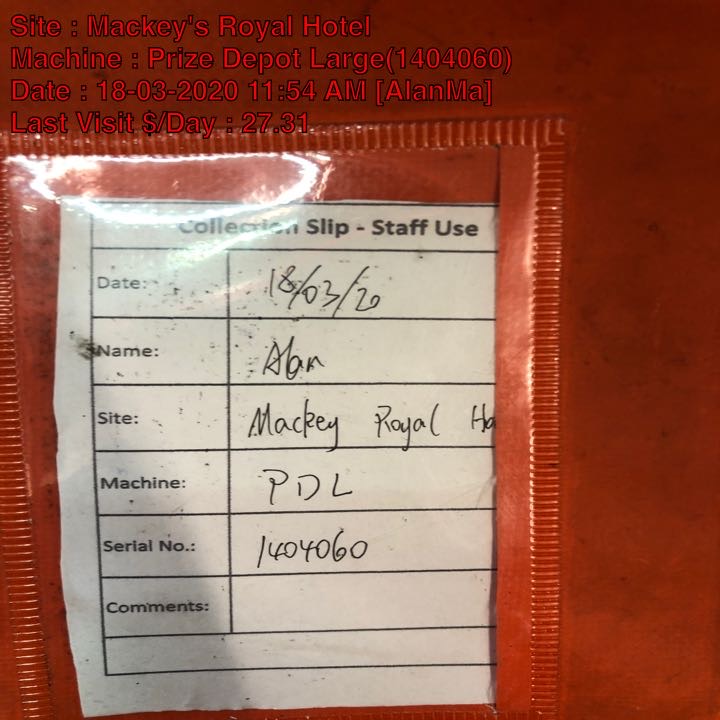 Site : Mackey's Royal Hotel
Machine : Prize Depot Large(1404060)
Date : 18-03-2020 11:54 AM [AlanMa]
Last Visit $/Day : 27.31
Collection Slip - Staff Use
Date: 18/03/20
Name: Alan
Site: Mackey Royal Ho
Machine: PDL
Serial No.: 1404060
Comments: